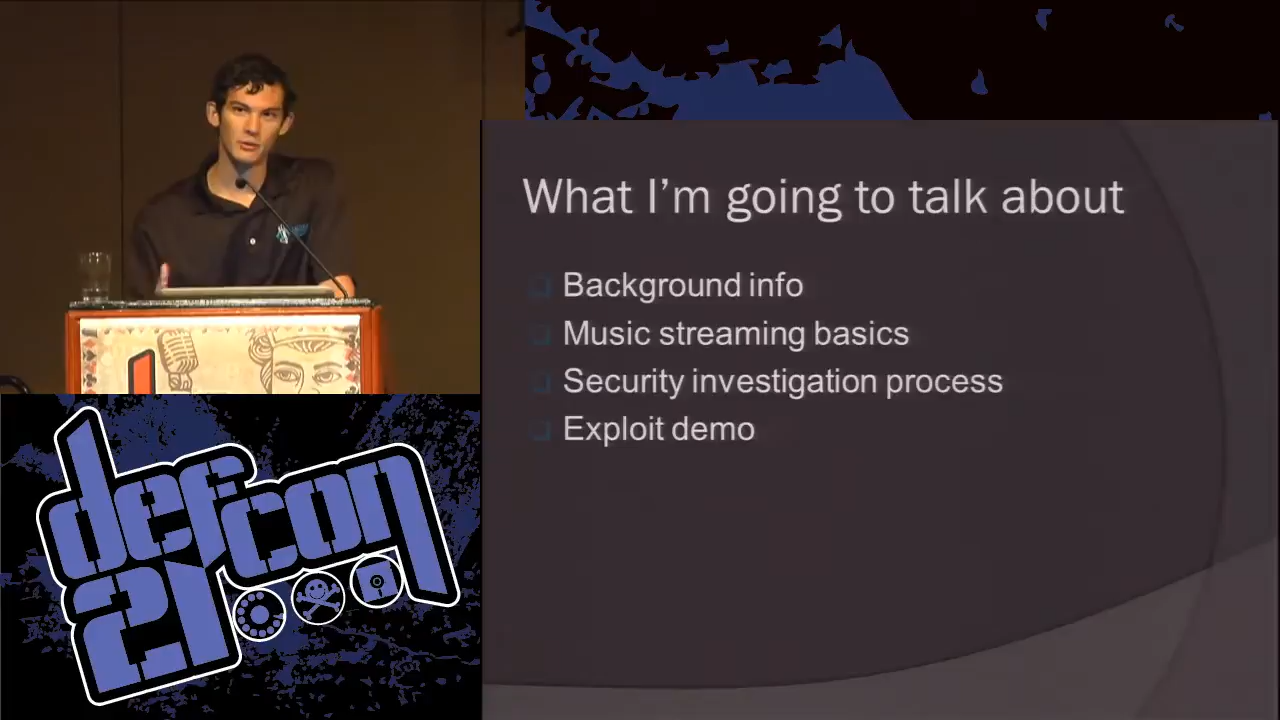 What I'm going to talk about
Background info
Music streaming basics
Security investigation process
Exploit demo
defcon
21